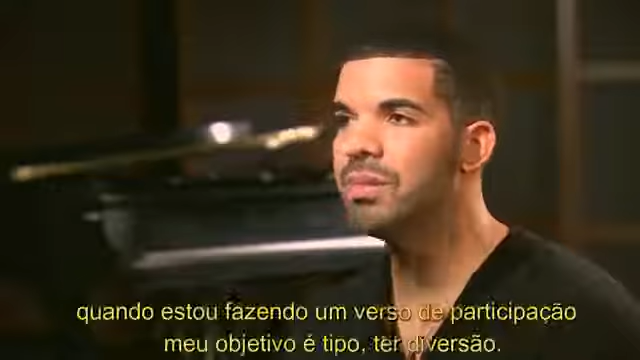 quando estou fazendo um verso de participação
meu objetivo é tipo, ter diversão.